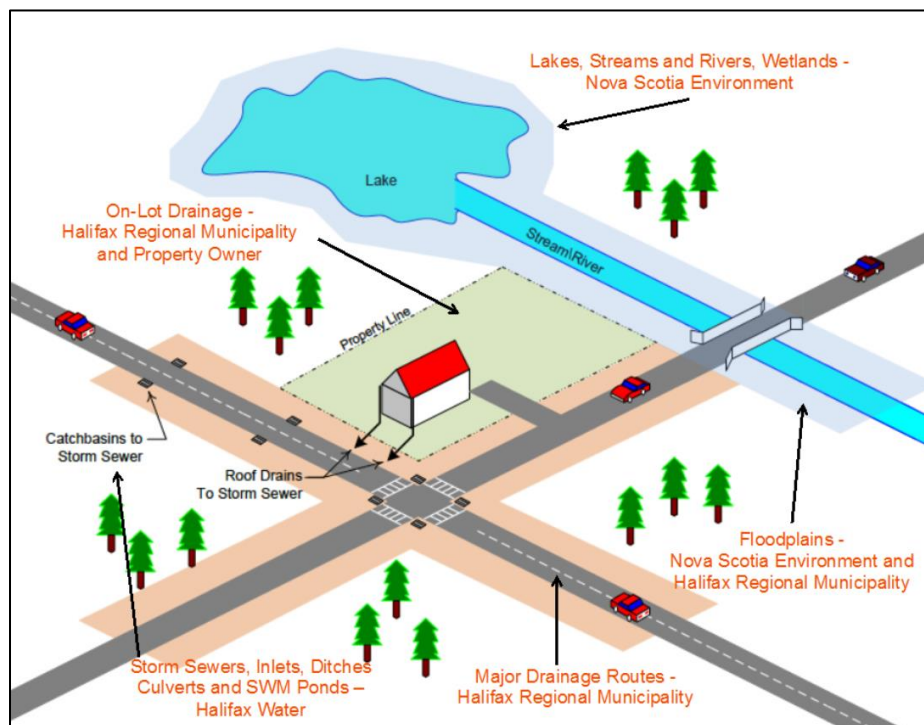 Lakes, Streams and Rivers, Wetlands -
Nova Scotia Environment
Lake
On-Lot Drainage -
Halifax Regional Municipality
and Property Owner
Stream\River
Property Line
Catchbasins to
Storm Sewer
Roof Drains
To Storm Sewer
Floodplains -
Nova Scotia Environment and
Halifax Regional Municipality
Storm Sewers, Inlets, Ditches
Culverts and SWM Ponds –
Halifax Water
Major Drainage Routes -
Halifax Regional Municipality